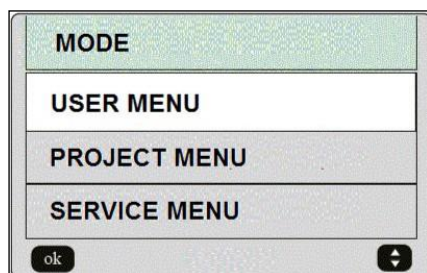 MODE
USER MENU
PROJECT MENU
SERVICE MENU
ok